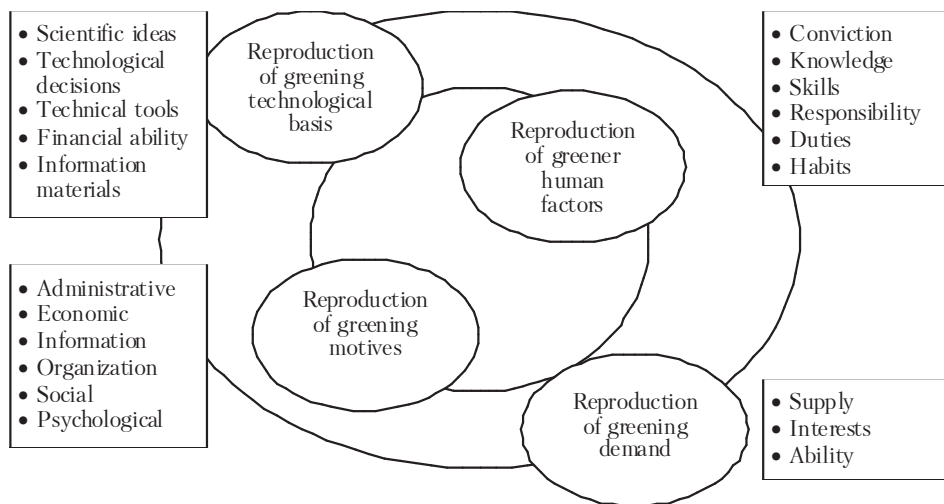 • Scientific ideas
• Technological
decisions
• Technical tools
• Financial ability
• Information
materials
Reproduction
of greening
technological
basis
• Conviction
• Knowledge
• Skills
• Responsibility
• Duties
• Habits
Reproduction
of greener
human
factors
• Administrative
• Economic
• Information
• Organization
• Social
• Psychological
Reproduction
of greening
motives
Reproduction
of greening
demand
• Supply
• Interests
• Ability